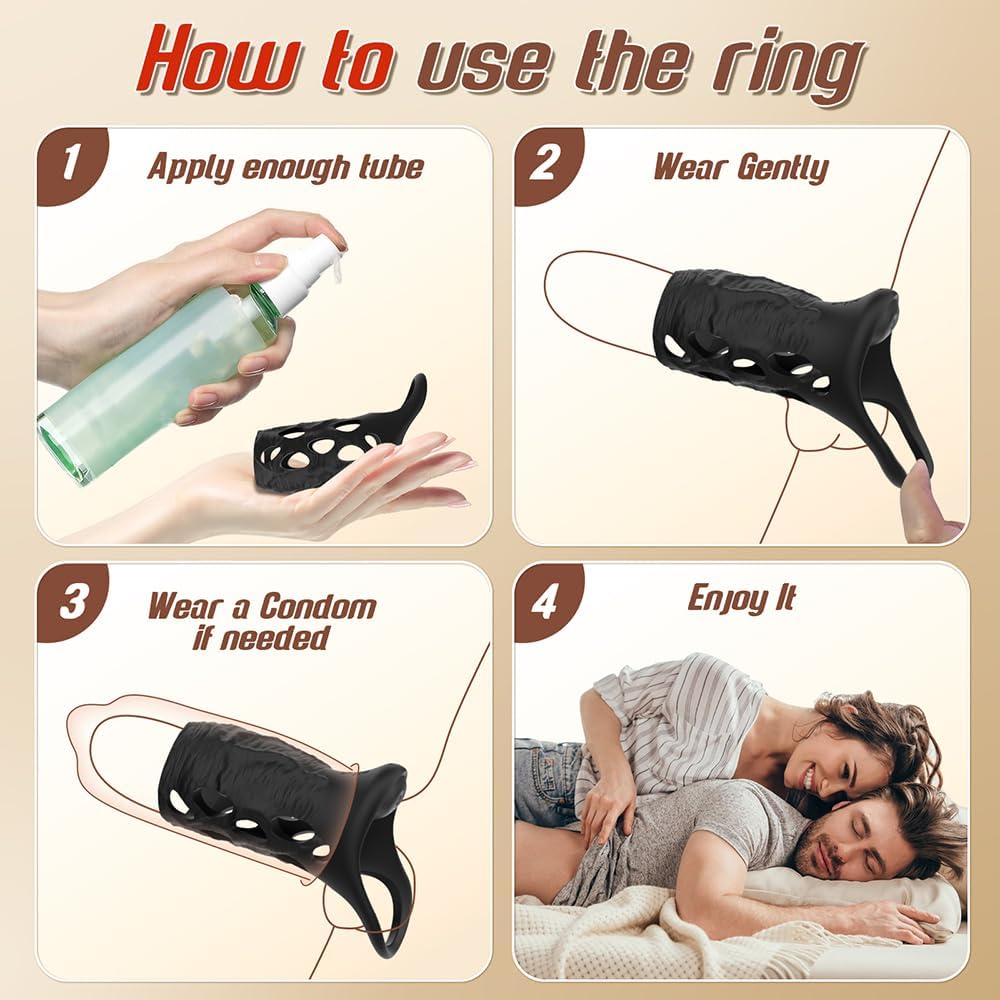 How to use the ring
1
Apply enough tube
2
Wear Gently
3
Wear a Condom
if needed
4
Enjoy It